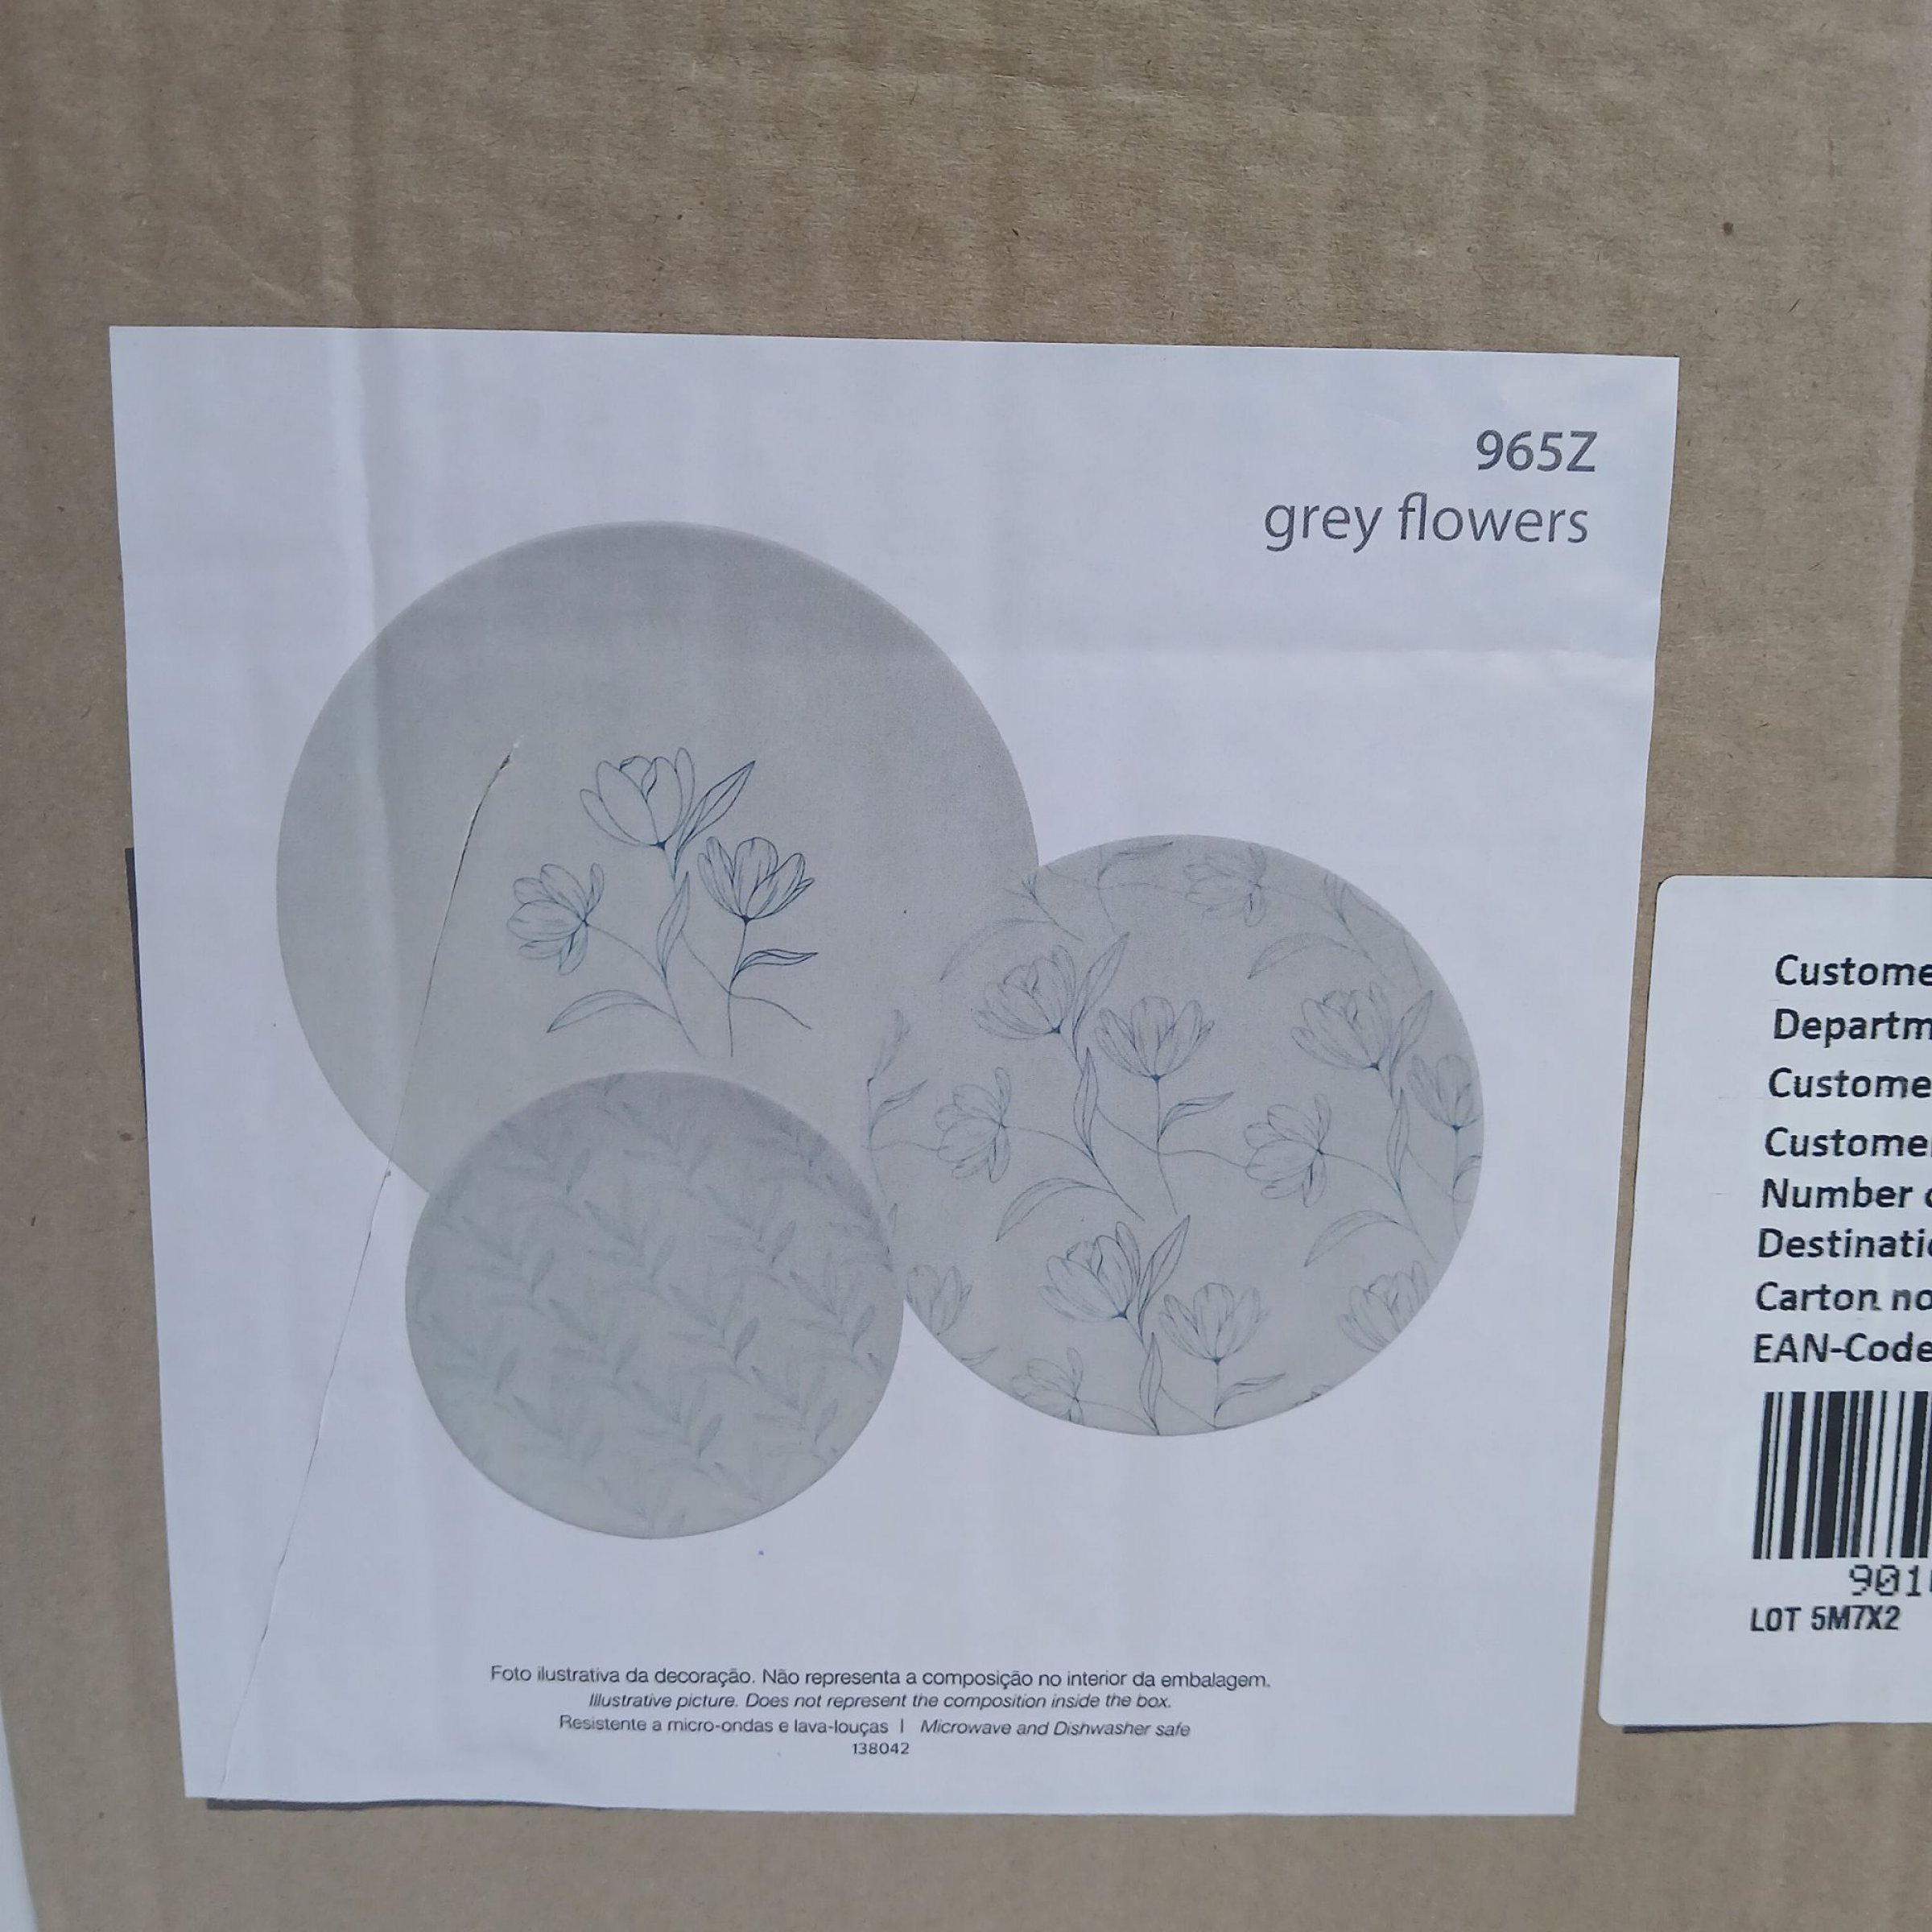 965Z
grey flowers
Foto ilustrativa da decoração. Não representa a composição no interior da embalagem.
Illustrative picture. Does not represent the composition inside the box.
Resistente a micro-ondas e lava-louças | Microwave and Dishwasher safe
138042
Custome
Departm
Custome
Custome
Number
Destinati
Carton no
EAN-Code
901
LOT 5M7X2